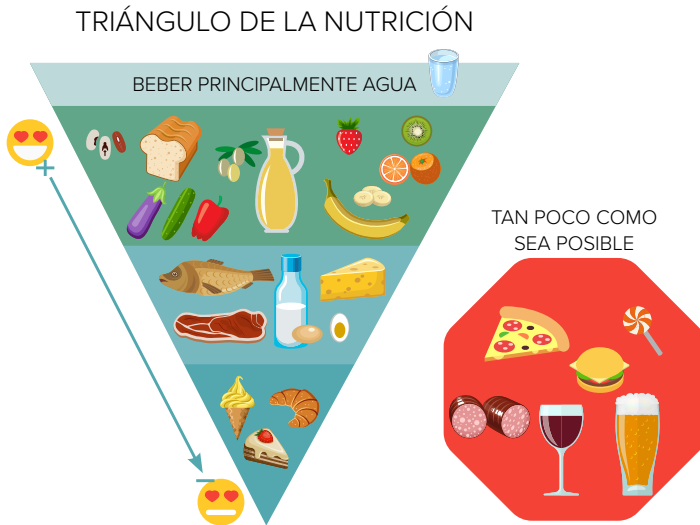 TRIÁNGULO DE LA NUTRICIÓN
BEBER PRINCIPALMENTE AGUA
+
TAN POCO COMO
SEA POSIBLE
−